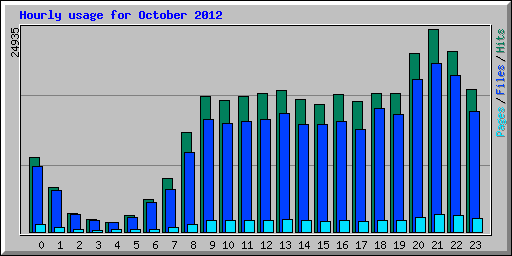 Hourly usage for October 2012
24935
Pages / Files / Hits
0 1 2 3 4 5 6 7 8 9 10 11 12 13 14 15 16 17 18 19 20 21 22 23